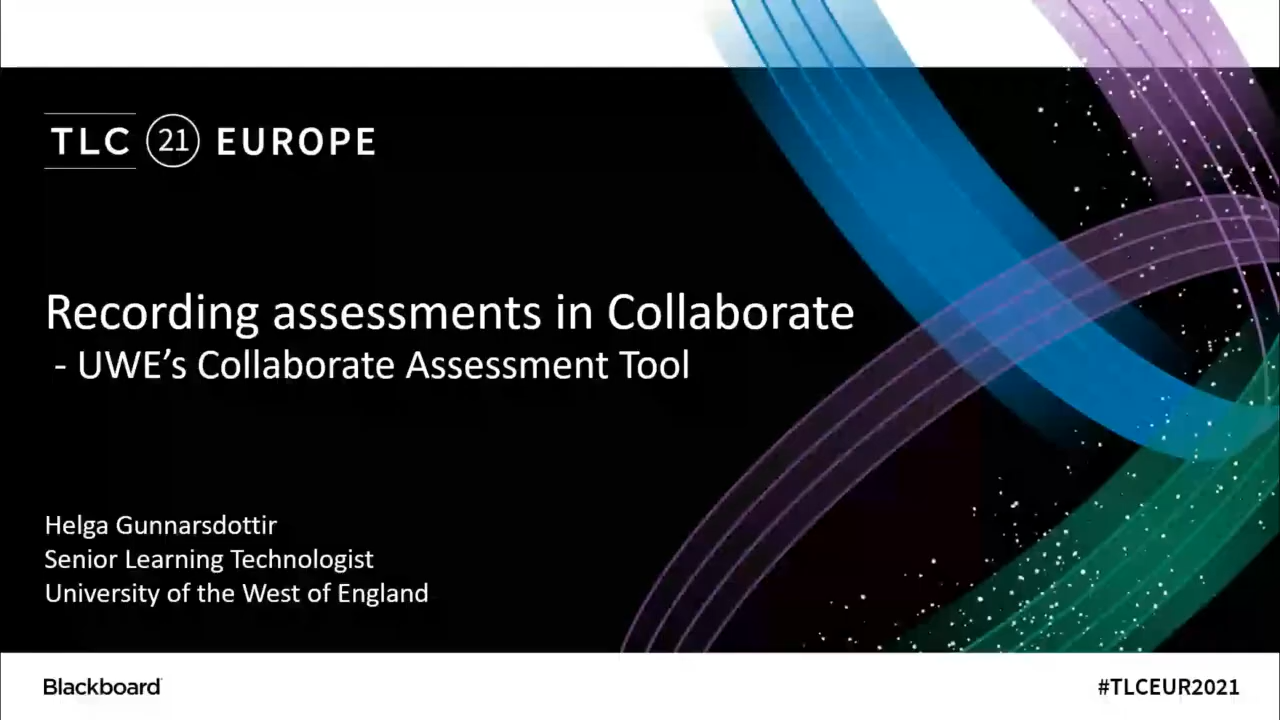 TLC 21 EUROPE
Recording assessments in Collaborate
- UWE’s Collaborate Assessment Tool
Helga Gunnarsdottir
Senior Learning Technologist
University of the West of England
Blackboard
#TLCEUR2021